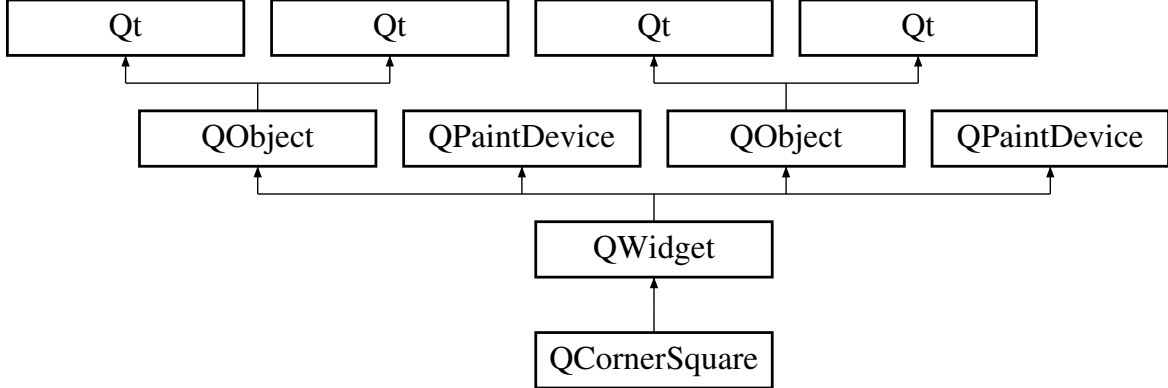 Qt
Qt
Qt
Qt
QObject
QPaintDevice
QObject
QPaintDevice
QWidget
QCornerSquare